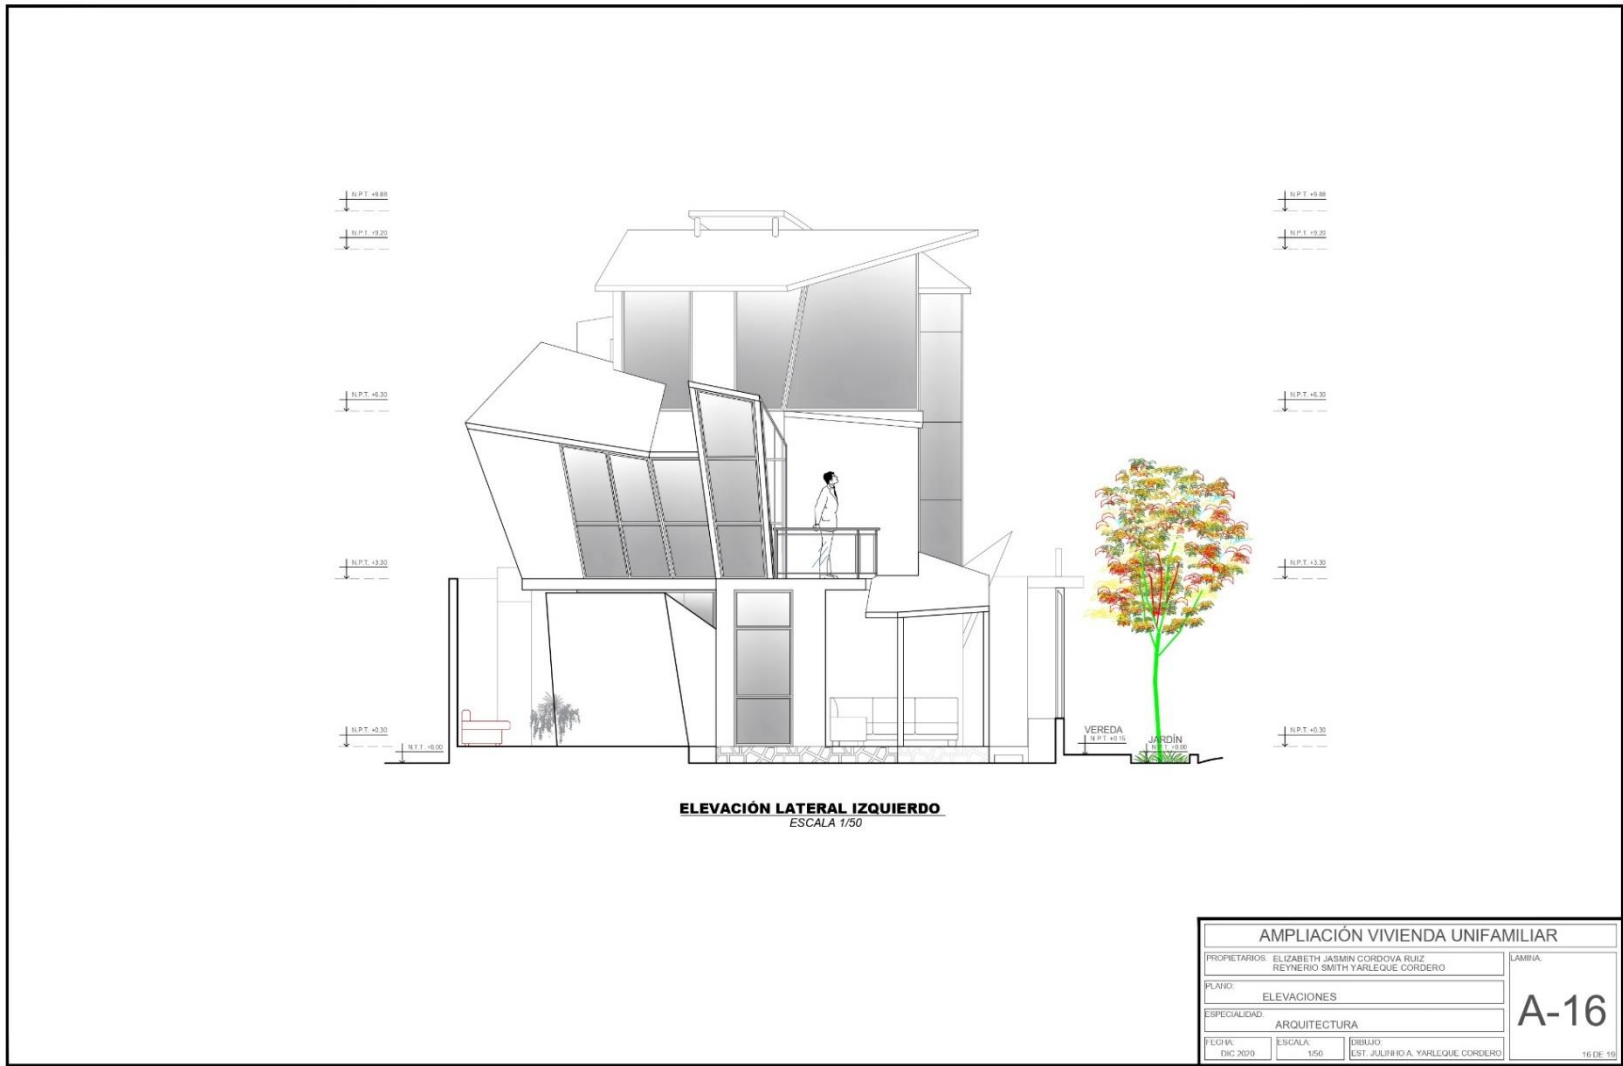 N.P.T. +9.88
N.P.T. +9.88
N.P.T. +9.20
N.P.T. +9.20
N.P.T. +6.30
N.P.T. +6.30
N.P.T. +3.30
N.P.T. +3.30
N.P.T. +0.30
N.T.T. +0.00
VEREDA
N.P.T. +0.15
JARDÍN
N.P.T. +0.00
N.P.T. +0.30
ELEVACIÓN LATERAL IZQUIERDO
ESCALA 1/50
AMPLIACIÓN VIVIENDA UNIFAMILIAR
PROPIETARIOS: ELIZABETH JASMIN CORDOVA RUIZ
REYNERIO SMITH YARLEQUE CORDERO
LAMINA:
PLANO:
ELEVACIONES
A-16
ESPECIALIDAD:
ARQUITECTURA
FECHA:
DIC 2020
ESCALA:
1/50
DIBUJO:
EST. JULINHO A. YARLEQUE CORDERO
16 DE 19